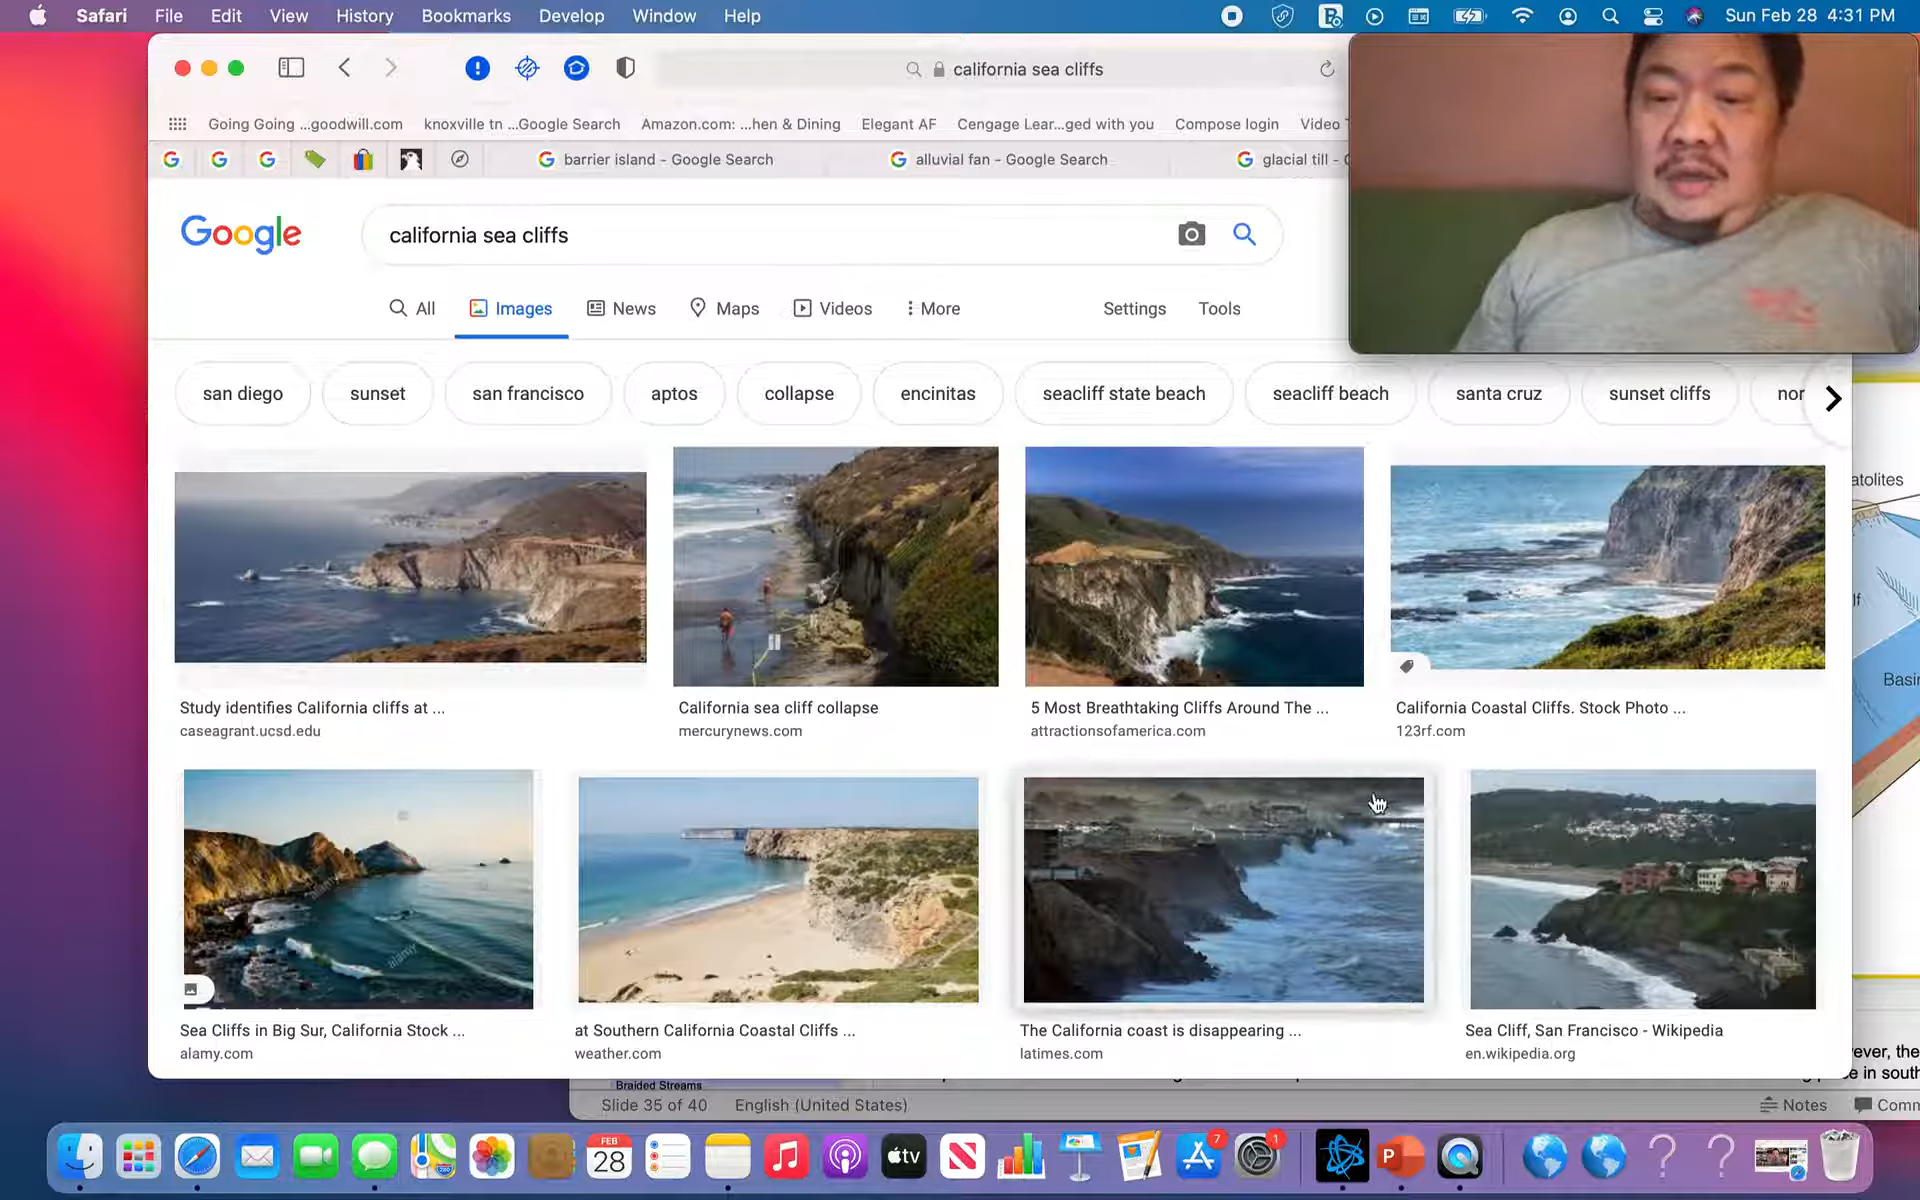 Safari File Edit View History Bookmarks Develop Window Help
Sun Feb 28 4:31 PM
california sea cliffs
Going Going ...goodwill.com knoxville tn ...Google Search Amazon.com: ...hen & Dining Elegant AF Cengage Lear...ged with you Compose login Video
barrier island - Google Search alluvial fan - Google Search glacial till -
Google
california sea cliffs
All Images News Maps Videos More Settings Tools
san diego sunset san francisco aptos collapse encinitas seacliff state beach seacliff beach santa cruz sunset cliffs nor
atolites
lf
Basin
Study identifies California cliffs at ...
caseagrant.ucsd.edu
California sea cliff collapse
mercurynews.com
5 Most Breathtaking Cliffs Around The ...
attractionsofamerica.com
California Coastal Cliffs. Stock Photo ...
123rf.com
alamy
alamy
Sea Cliffs in Big Sur, California Stock ...
alamy.com
at Southern California Coastal Cliffs ...
weather.com
The California coast is disappearing ...
latimes.com
Sea Cliff, San Francisco - Wikipedia
en.wikipedia.org
ever, the
e in south
Braided Streams
Slide 35 of 40 English (United States) Notes Comm
FEB
28
tv
7
1
P